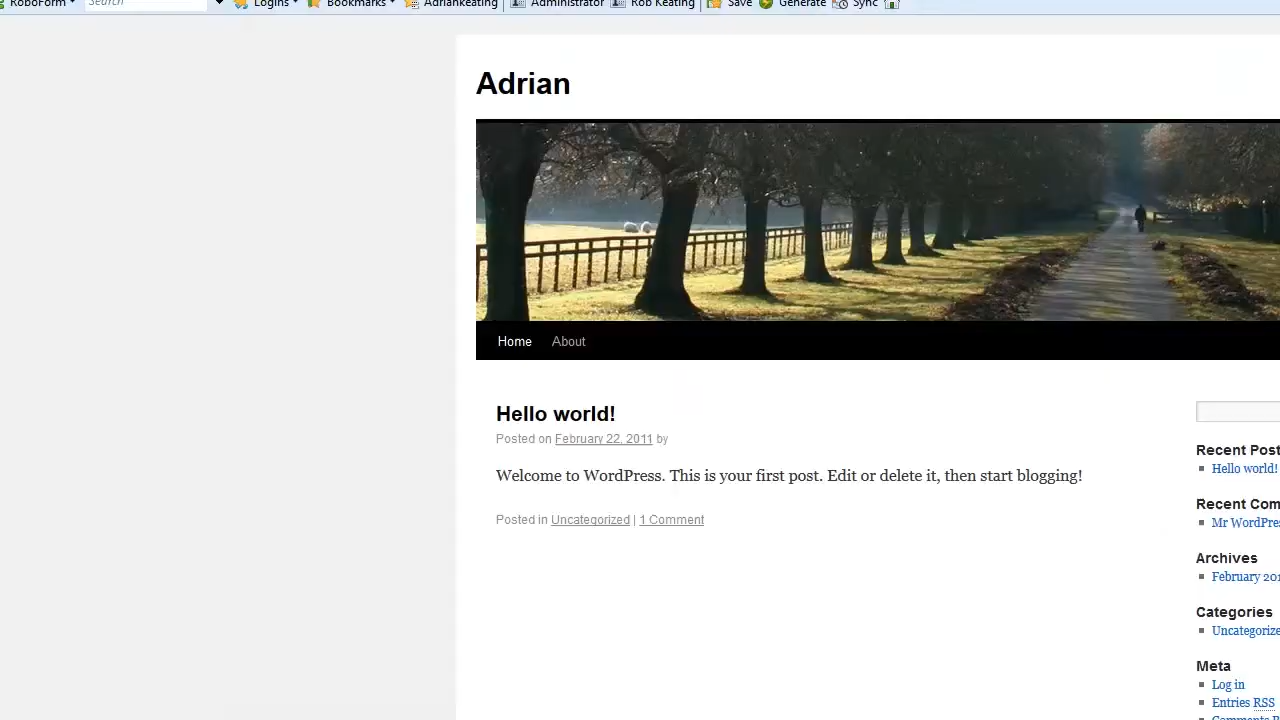 RoboForm Search Logins Bookmarks Adriankeating Administrator Rob Keating Save Generate Sync
Adrian
Home About
Hello world!
Posted on February 22, 2011 by
Welcome to WordPress. This is your first post. Edit or delete it, then start blogging!
Posted in Uncategorized | 1 Comment
Recent Post
Hello world!
Recent Com
Mr WordPres
Archives
February 201
Categories
Uncategorize
Meta
Log in
Entries RSS
Comments R